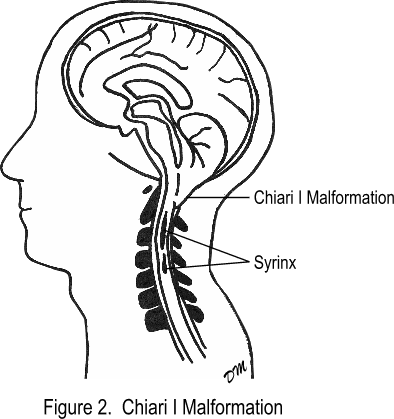 Chiari I Malformation
Syrinx
DM
Figure 2. Chiari I Malformation